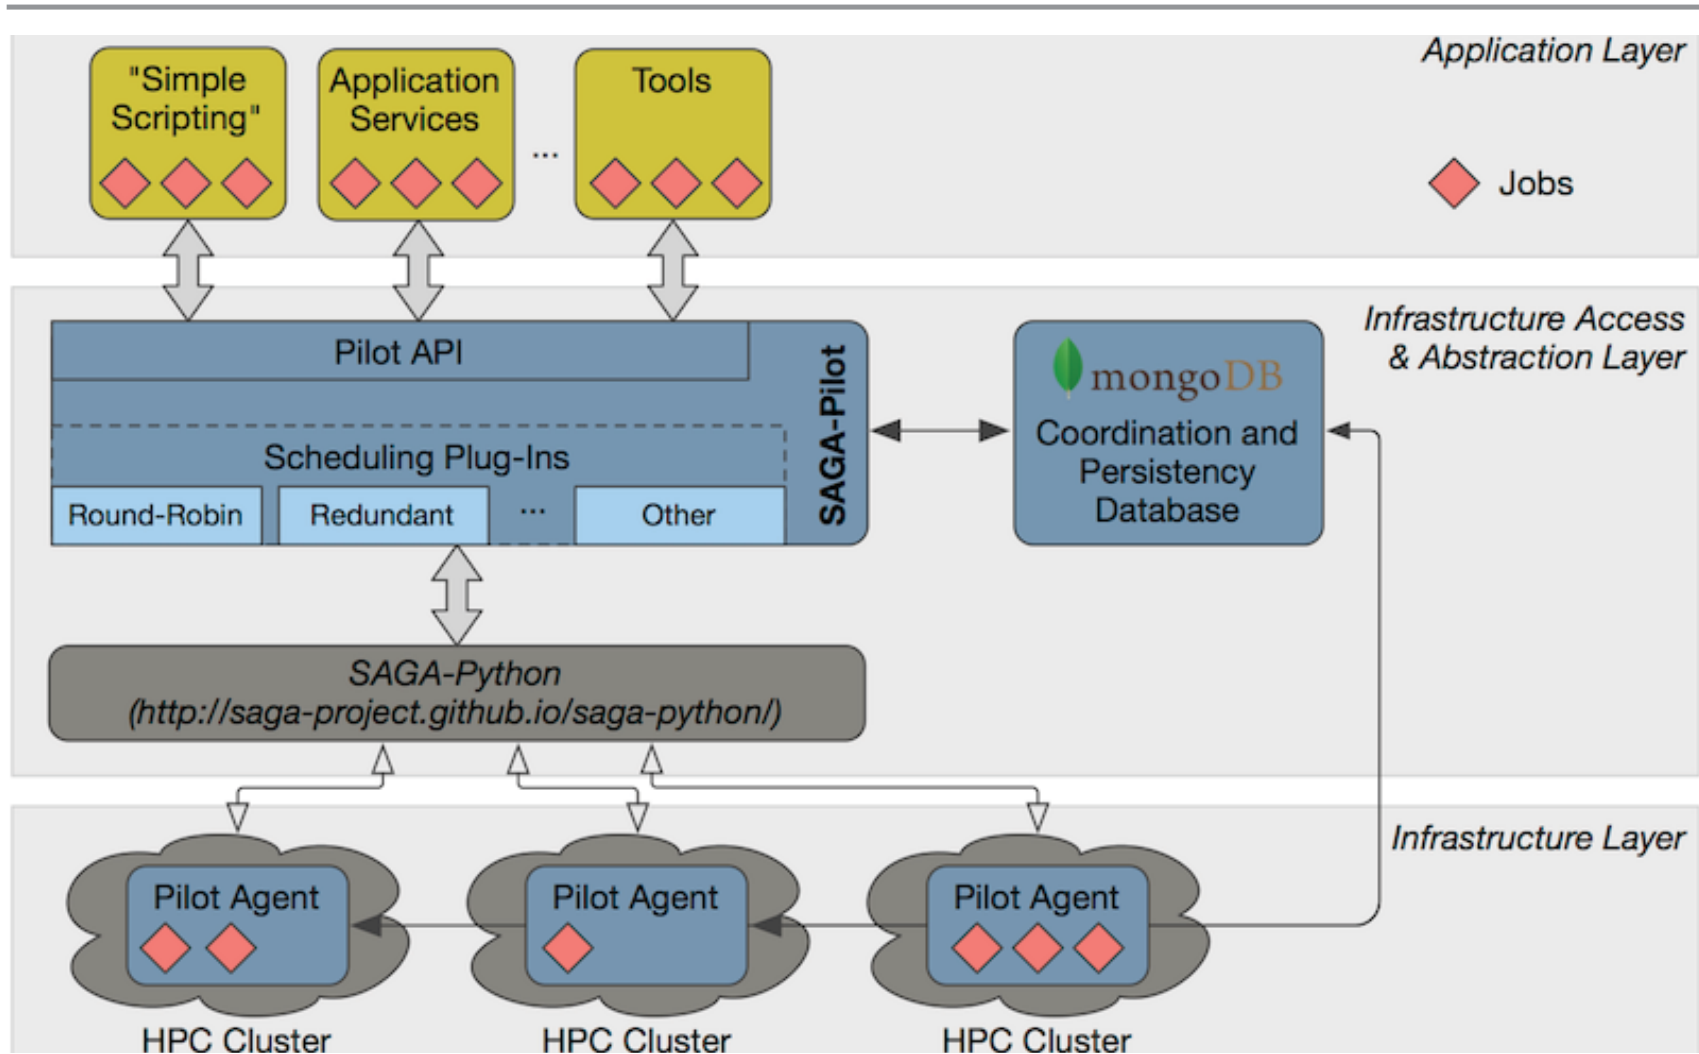 Application Layer
"Simple
Scripting"
Application
Services
...
Tools
Jobs
Infrastructure Access
& Abstraction Layer
Pilot API
SAGA-Pilot
Scheduling Plug-Ins
Round-Robin
Redundant
...
Other
mongoDB
Coordination and
Persistency
Database
SAGA-Python
(http://saga-project.github.io/saga-python/)
Infrastructure Layer
Pilot Agent
Pilot Agent
Pilot Agent
HPC Cluster
HPC Cluster
HPC Cluster